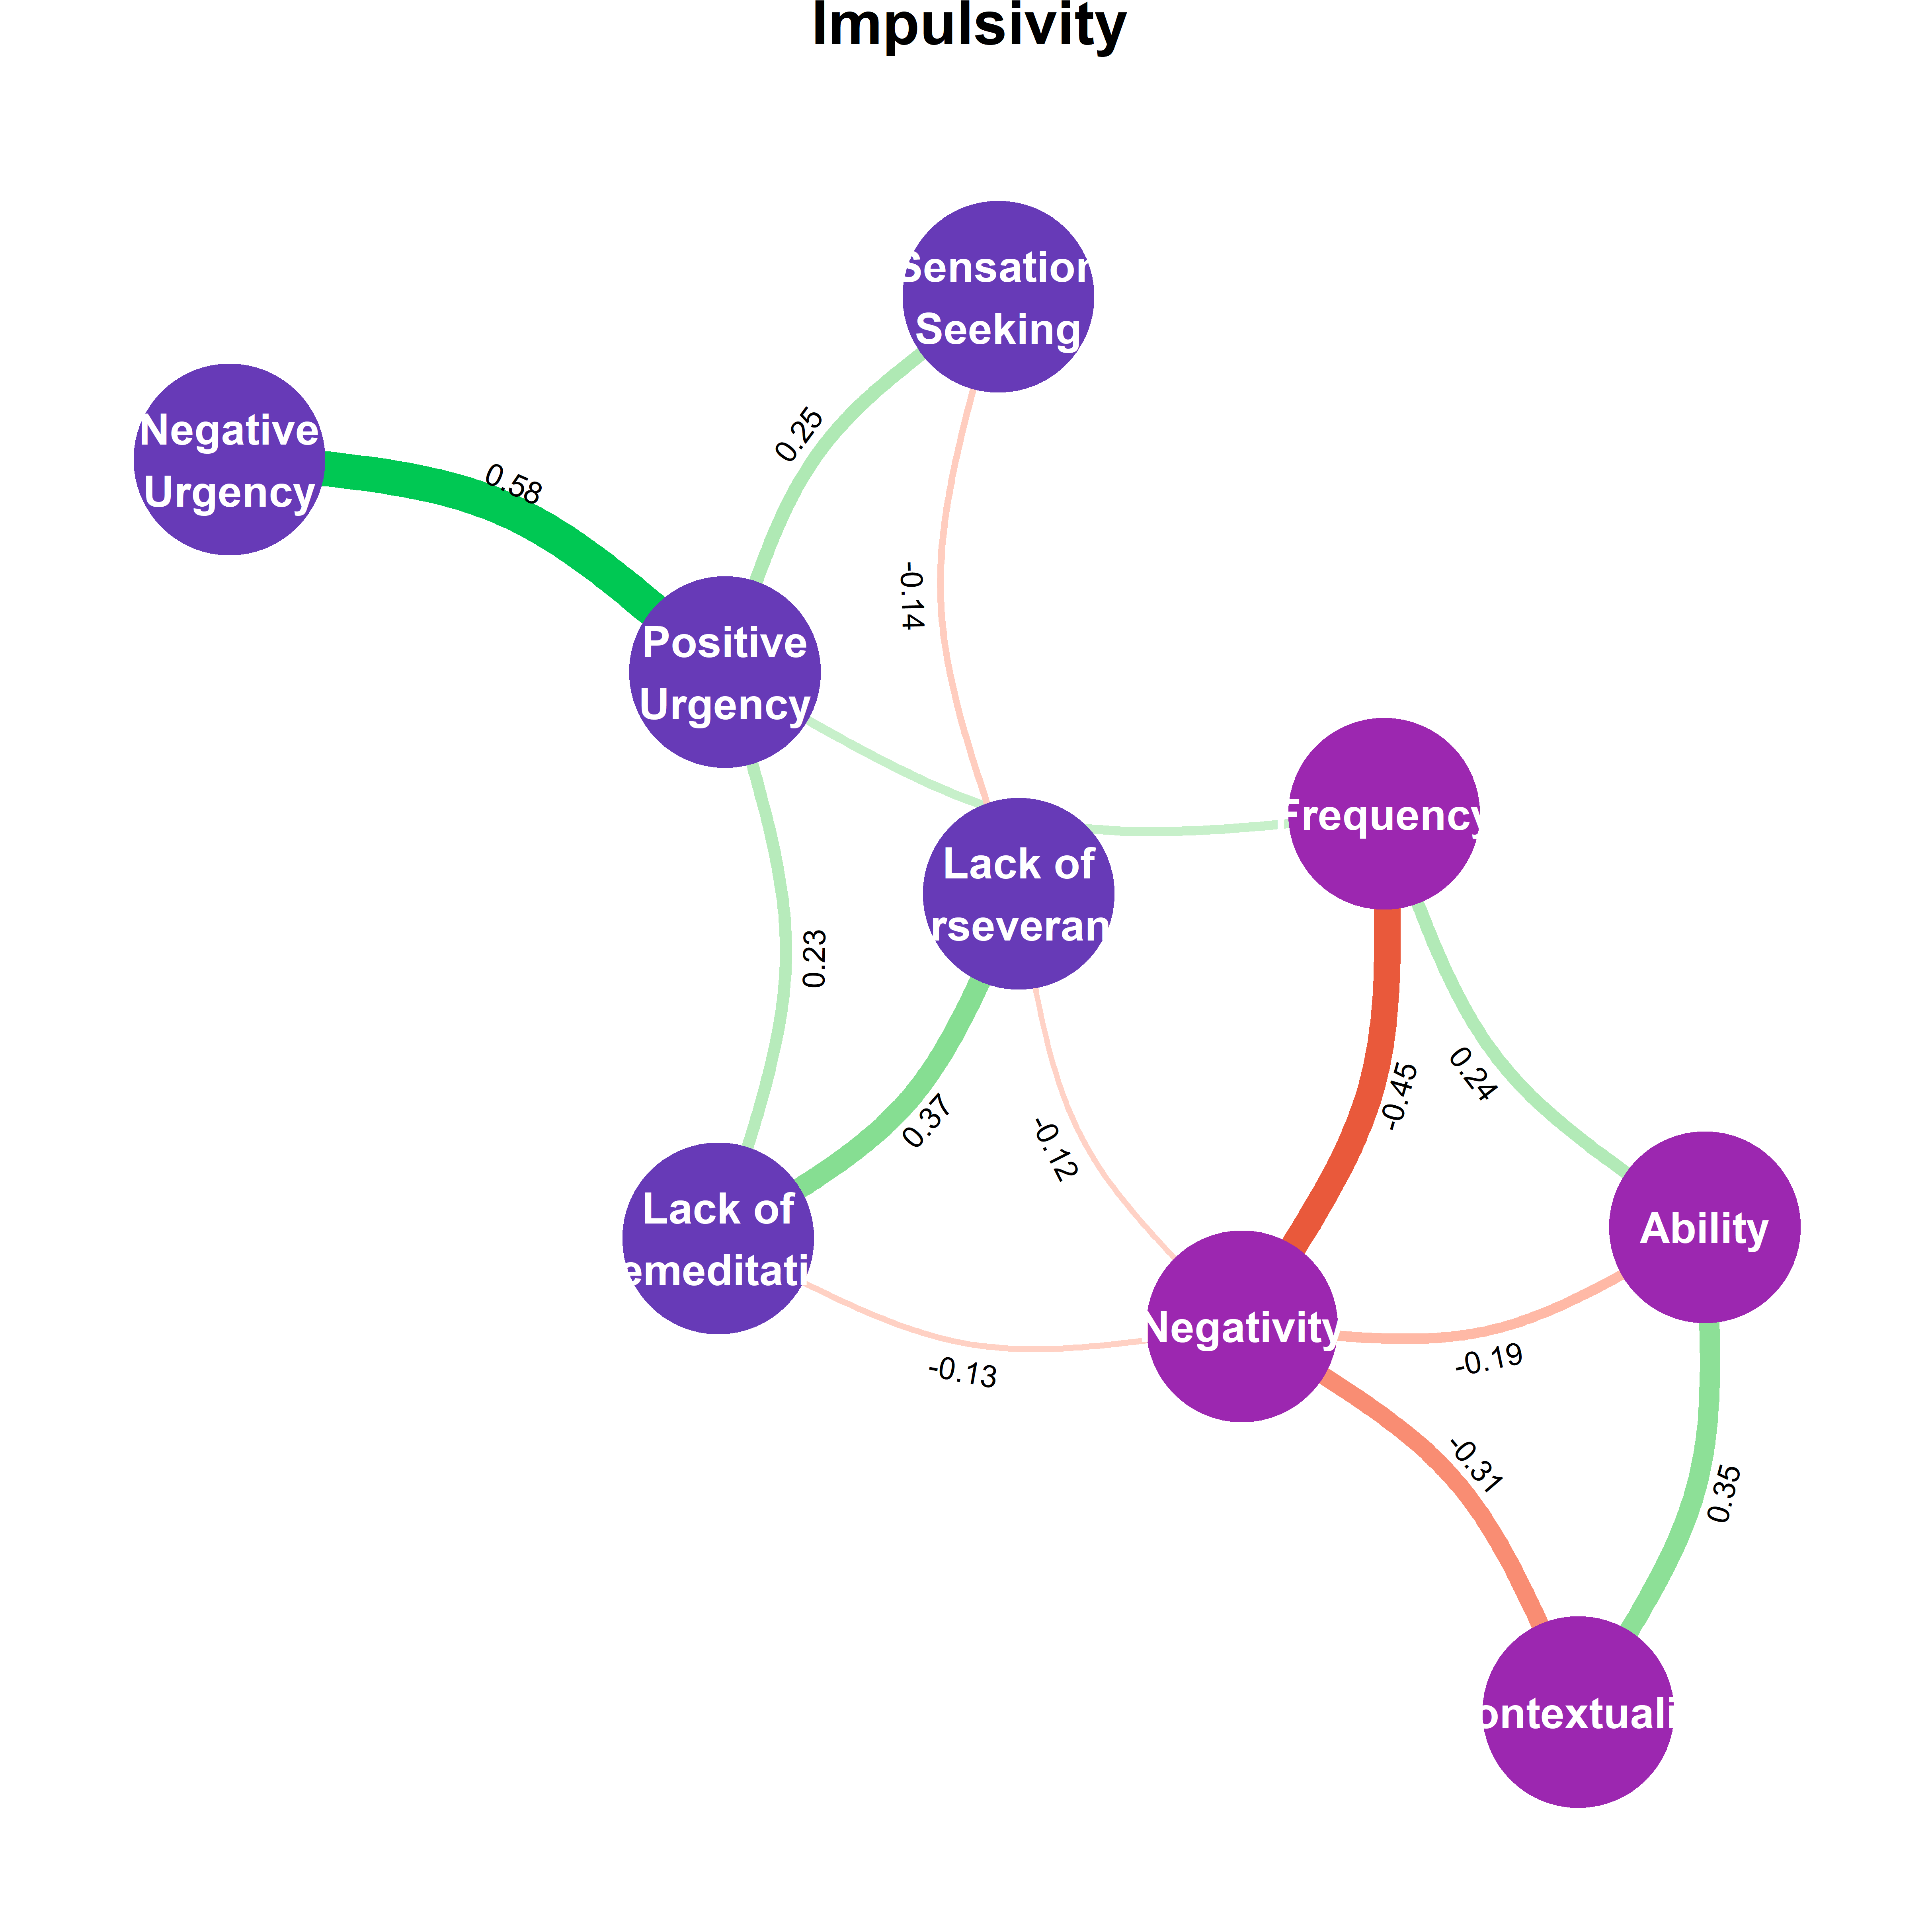 Impulsivity
Sensation
Seeking
Negative
Urgency
0.25
0.58
-0.14
Positive
Urgency
Frequency
Lack of
rseveran
0.23
-0.45
0.24
0.37
-0.12
Lack of
emeditati
Ability
Negativity
-0.13
-0.19
-0.31
0.35
ontextuali